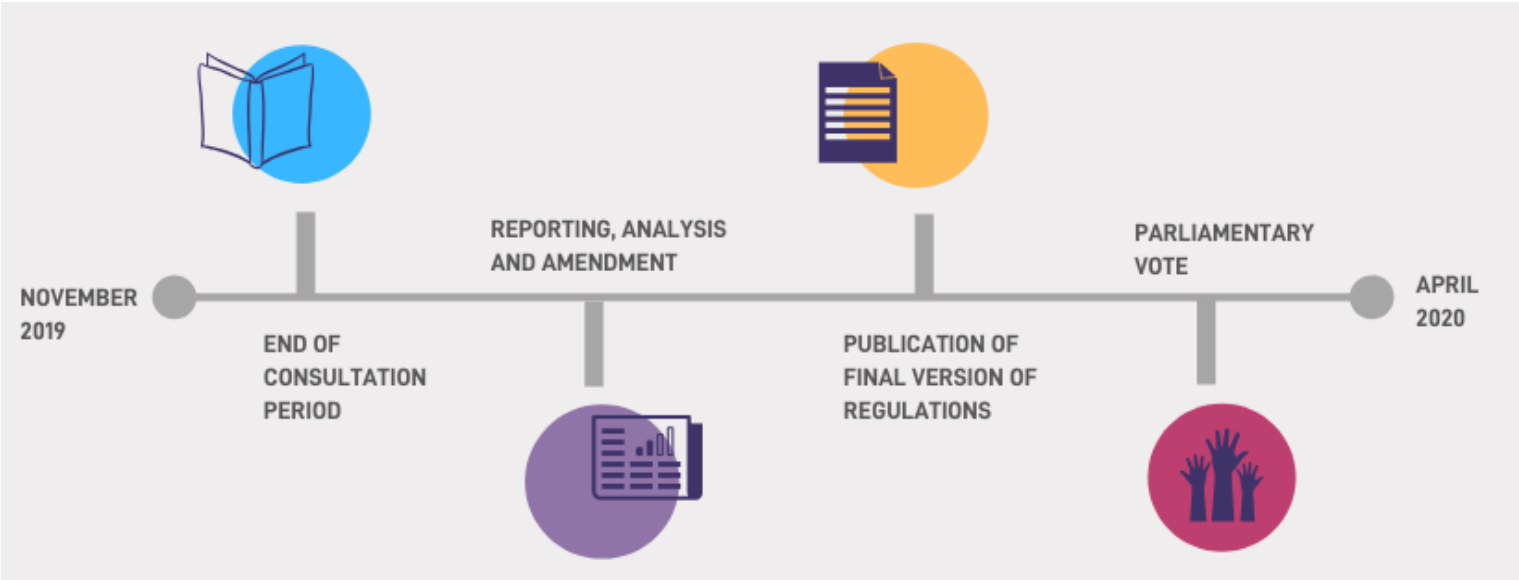 NOVEMBER
2019
END OF
CONSULTATION
PERIOD
REPORTING, ANALYSIS
AND AMENDMENT
PUBLICATION OF
FINAL VERSION OF
REGULATIONS
PARLIAMENTARY
VOTE
APRIL
2020